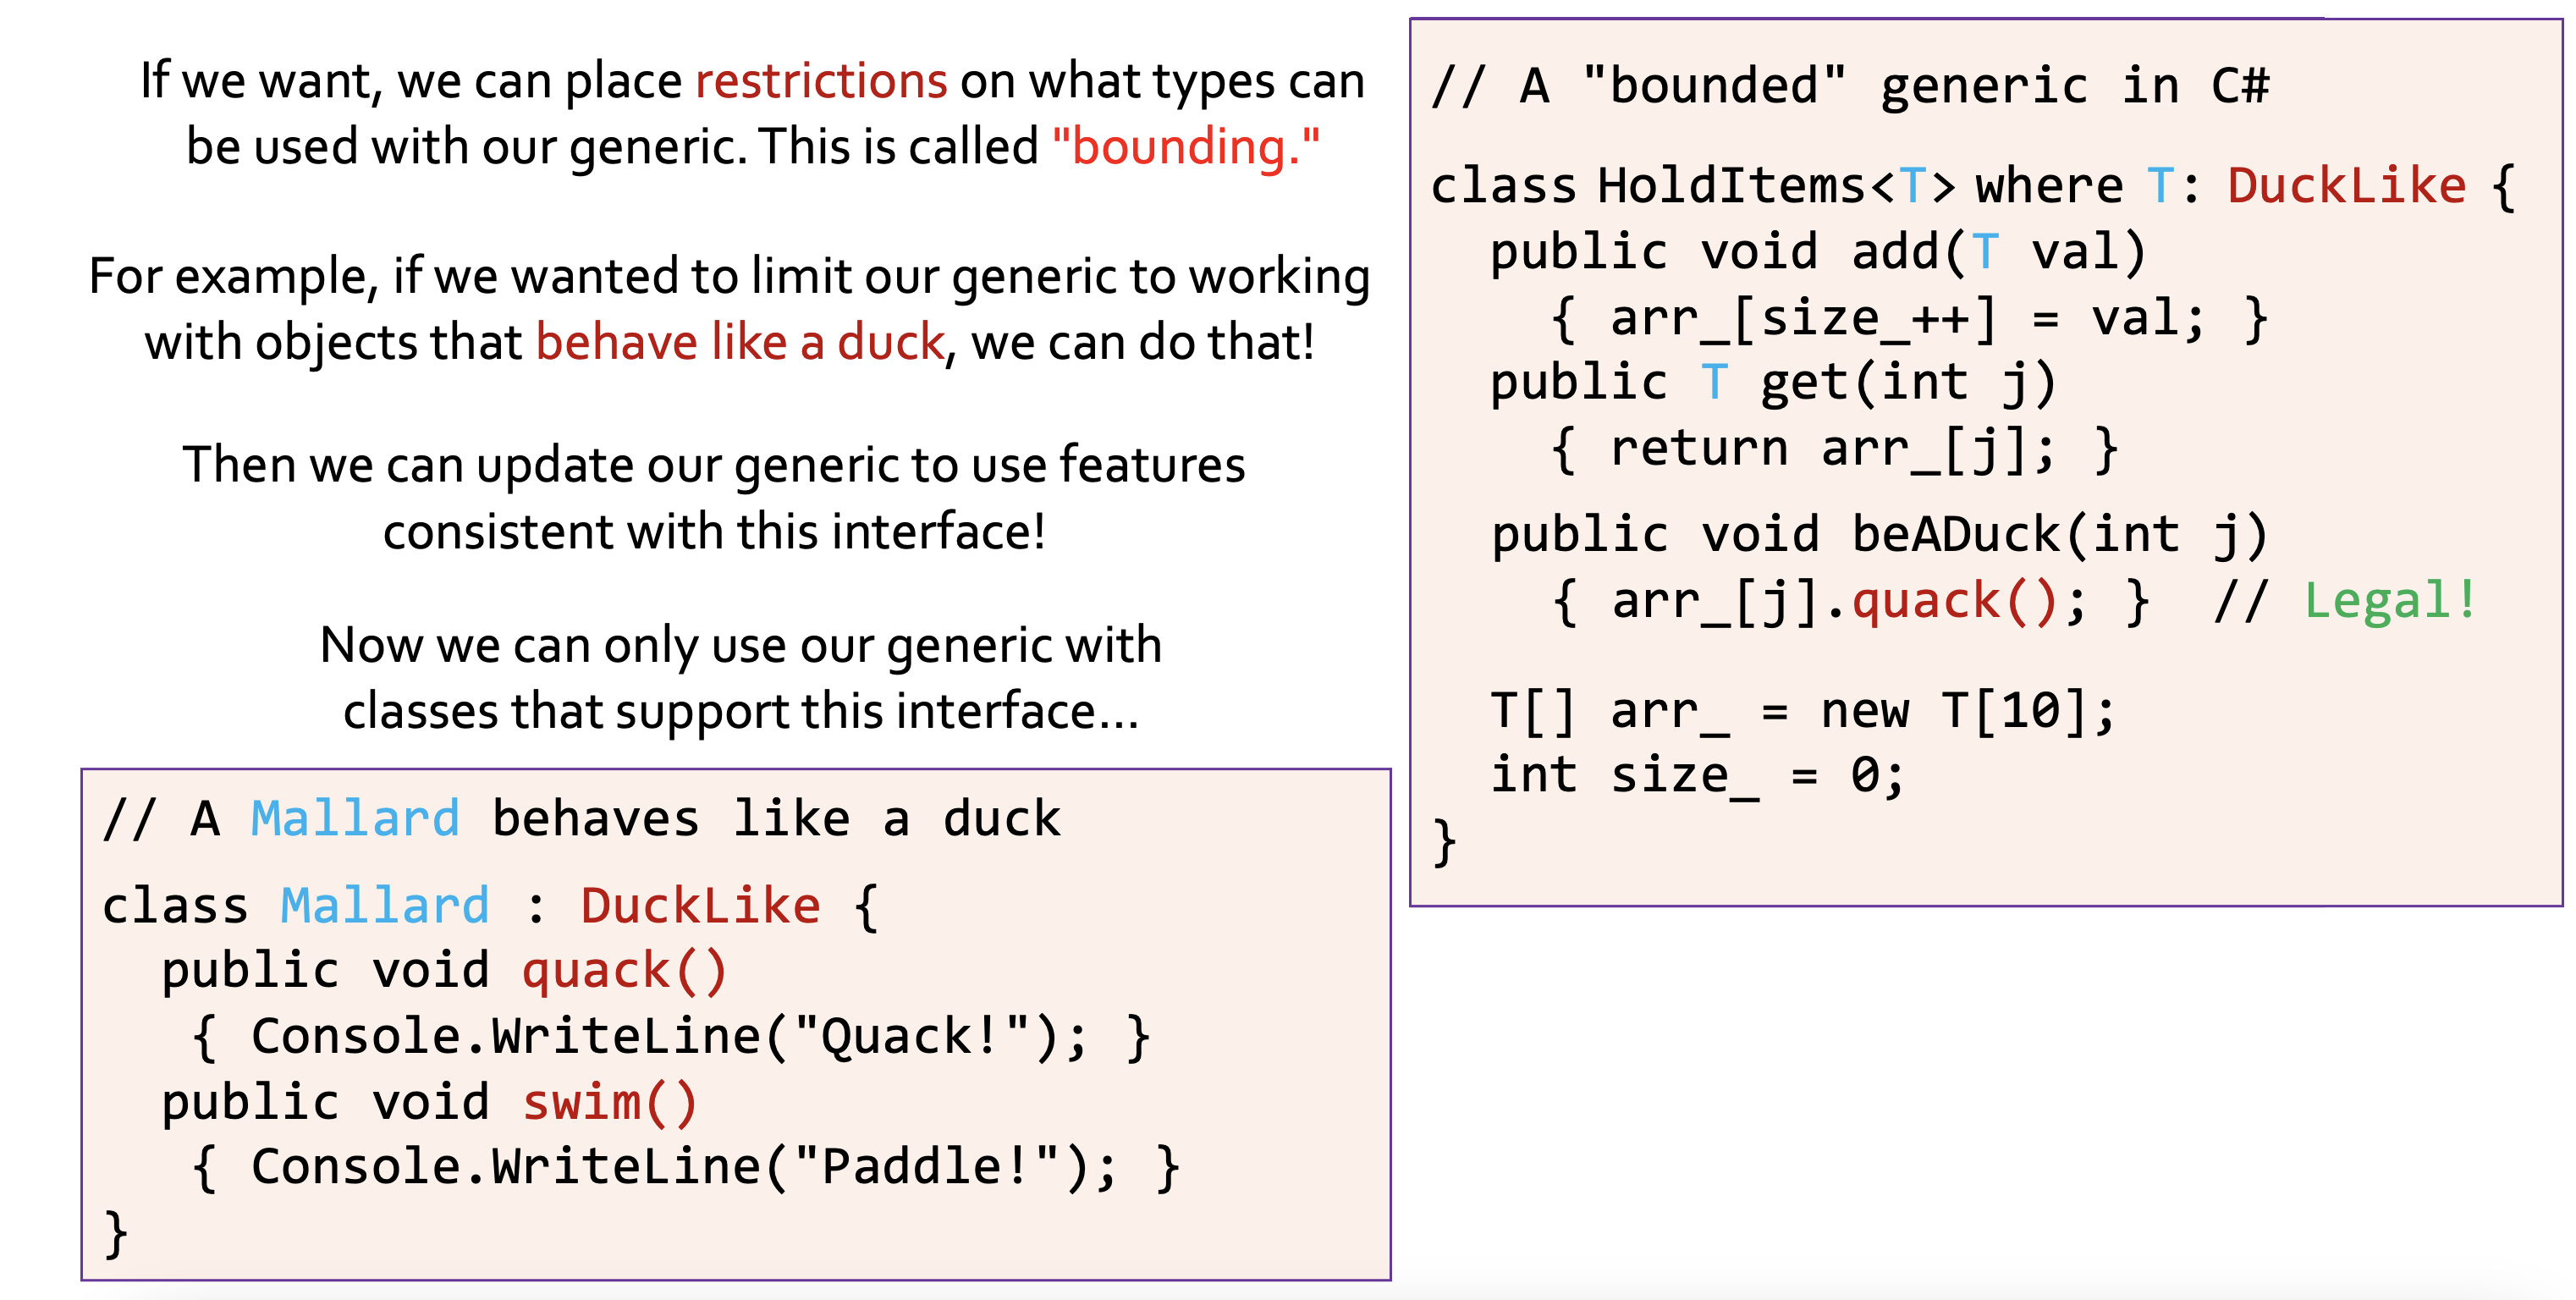 If we want, we can place restrictions on what types can
be used with our generic. This is called "bounding."
For example, if we wanted to limit our generic to working
with objects that behave like a duck, we can do that!
Then we can update our generic to use features
consistent with this interface!
Now we can only use our generic with
classes that support this interface...
// A Mallard behaves like a duck
class Mallard : DuckLike {
  public void quack()
   { Console.WriteLine("Quack!"); }
  public void swim()
   { Console.WriteLine("Paddle!"); }
}
// A "bounded" generic in C#
class HoldItems<T> where T: DuckLike {
  public void add(T val)
    { arr_[size_++] = val; }
  public T get(int j)
    { return arr_[j]; }
  public void beADuck(int j)
    { arr_[j].quack(); }  // Legal!
  T[] arr_ = new T[10];
  int size_ = 0;
}